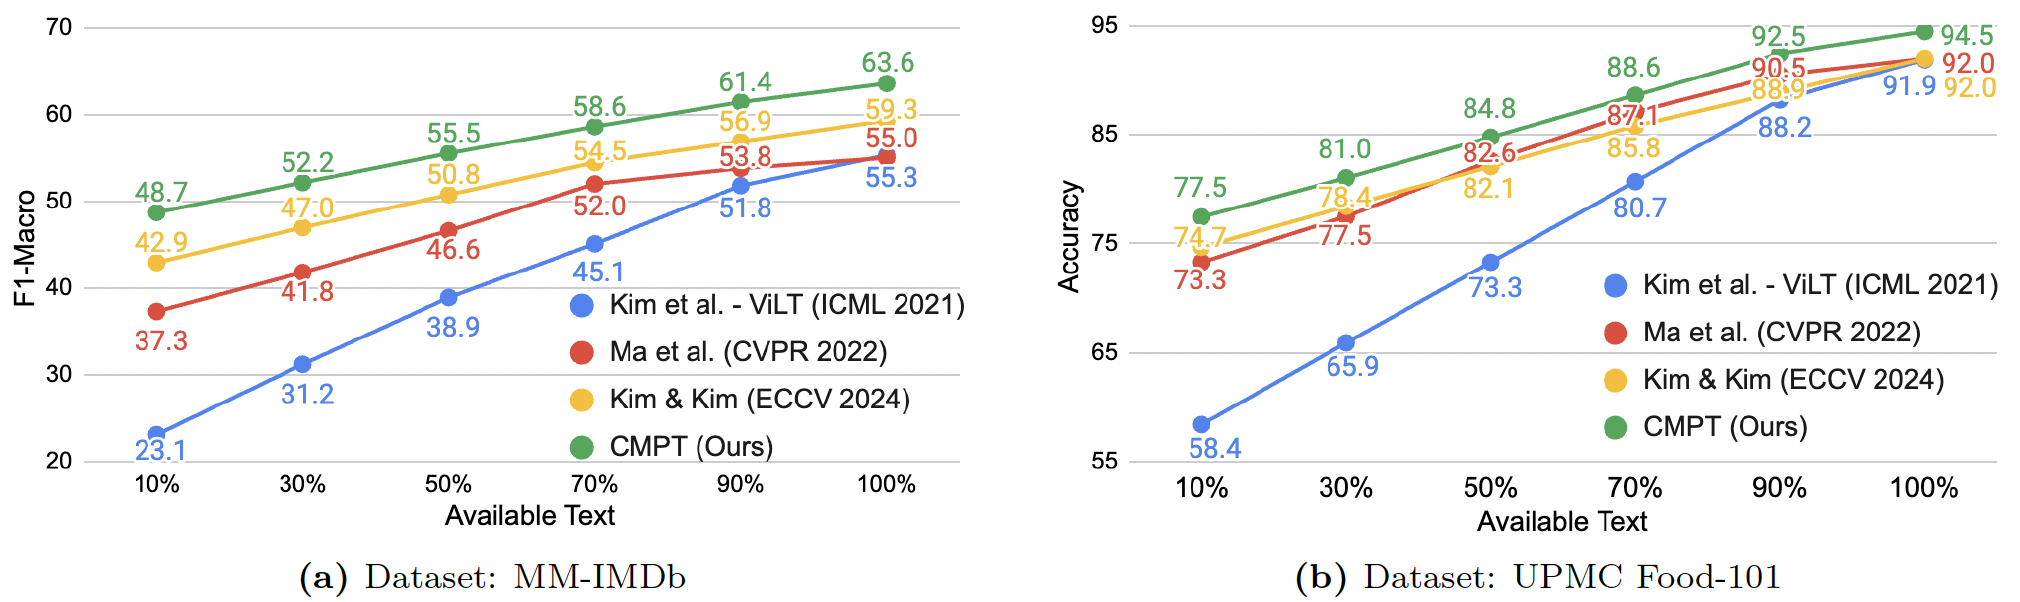 70
60
50
40
30
20
F1-Macro
48.7 52.2 55.5 58.6 61.4 63.6
42.9 47.0 50.8 54.5 56.9 59.3
37.3 41.8 46.6 52.0 53.8 55.0
23.1 31.2 38.9 45.1 51.8 55.3
Kim et al. - ViLT (ICML 2021)
Ma et al. (CVPR 2022)
Kim & Kim (ECCV 2024)
CMPT (Ours)
10% 30% 50% 70% 90% 100%
Available Text
(a) Dataset: MM-IMDb
95
85
75
65
55
Accuracy
77.5 81.0 84.8 88.6 92.5 94.5
73.3 77.5 82.6 87.1 90.5 92.0
74.7 78.4 82.1 85.8 88.9 92.0
58.4 65.9 73.3 80.7 88.2 91.9
Kim et al. - ViLT (ICML 2021)
Ma et al. (CVPR 2022)
Kim & Kim (ECCV 2024)
CMPT (Ours)
10% 30% 50% 70% 90% 100%
Available Text
(b) Dataset: UPMC Food-101